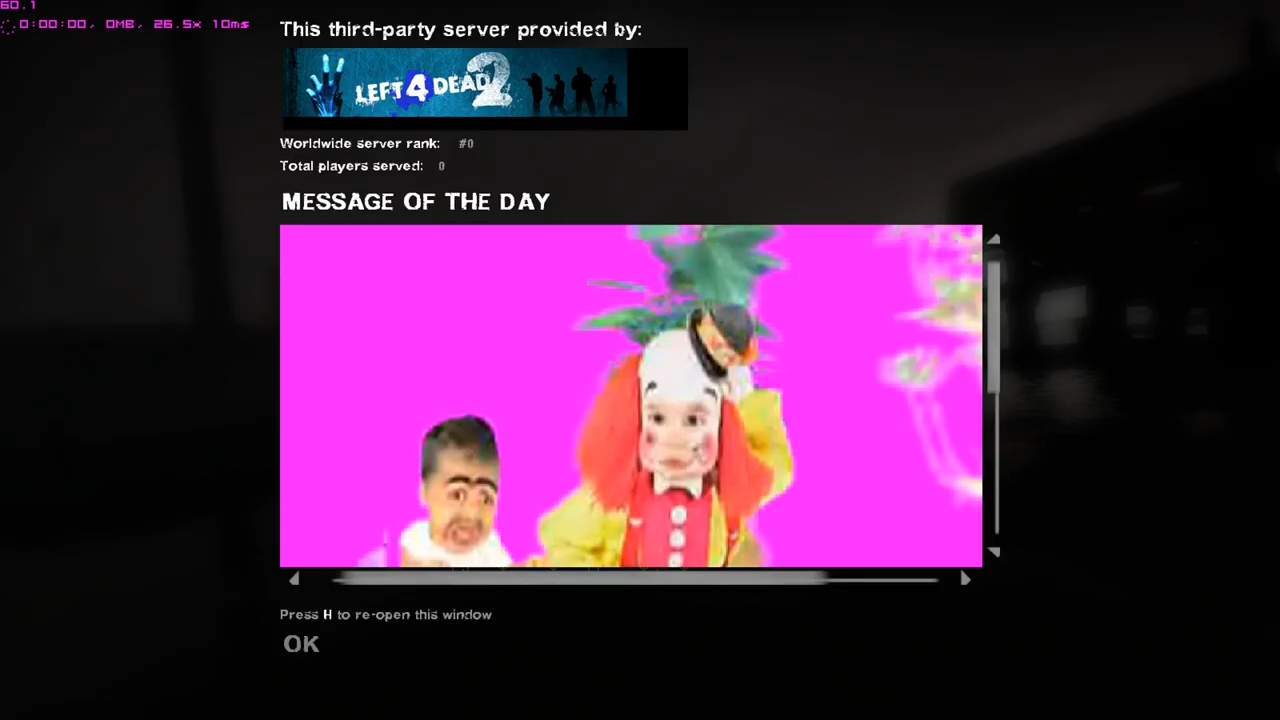 60.1
0:00:00, 0MB, 26.5x 10ms
This third-party server provided by:
LEFT 4 DEAD 2
Worldwide server rank: #0
Total players served: 0
MESSAGE OF THE DAY
Press H to re-open this window
OK